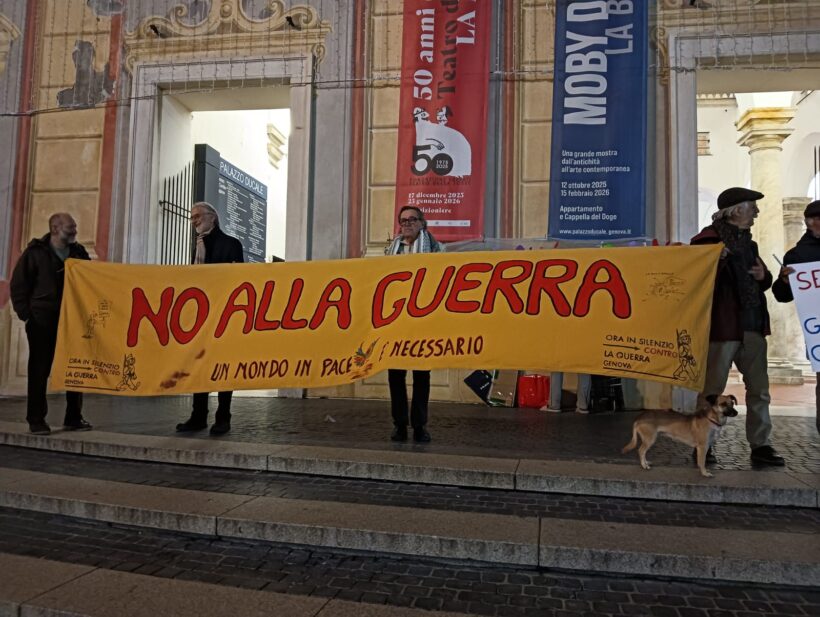 50 anni
Teatro d
LA
50
1975
2025
17 dicembre 2025
25 gennaio 2026
MOBY D
LA B
Una grande mostra
dall'antichità
all'arte contemporanea
12 ottobre 2025
15 febbraio 2026
Appartamento
e Cappella del Doge
www.palazzoducale.genova.it
PALAZZO DUCALE
NO ALLA GUERRA
UN MONDO IN PACE È NECESSARIO
ORA IN SILENZIO
CONTRO
LA GUERRA
GENOVA
ORA IN SILENZIO
CONTRO
LA GUERRA
GENOVA
SE
G